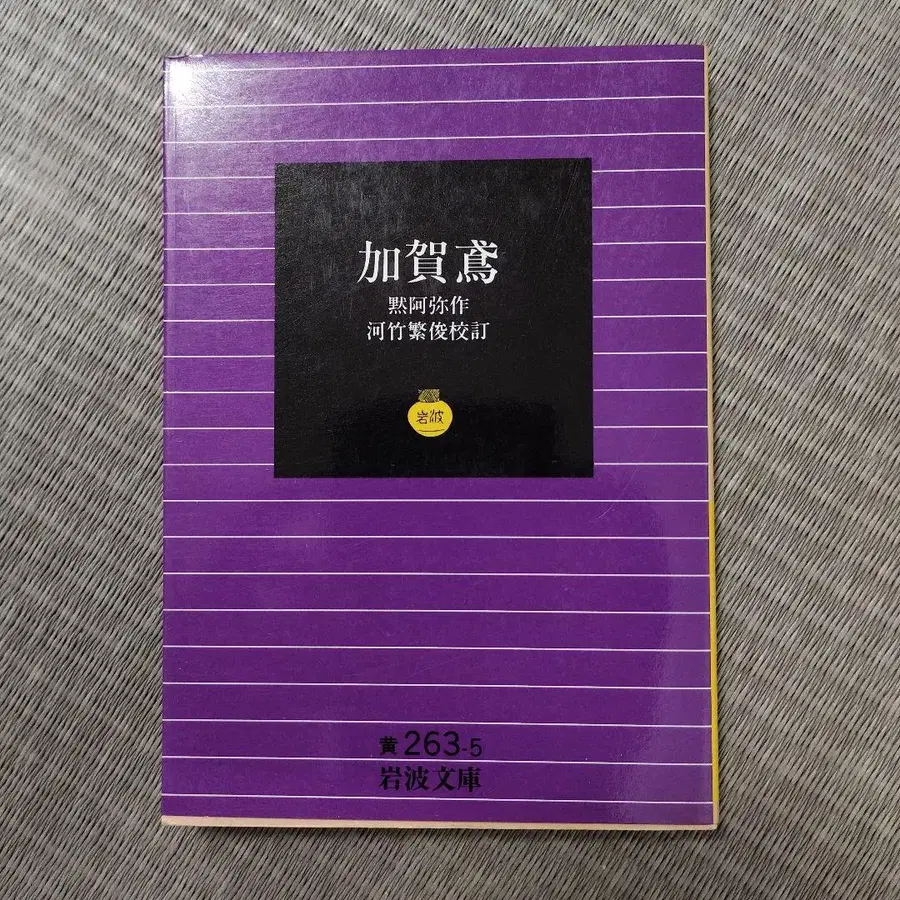 加賀鳶
黙阿弥作
河竹繁俊校訂
岩波
黄 263-5
岩波文庫